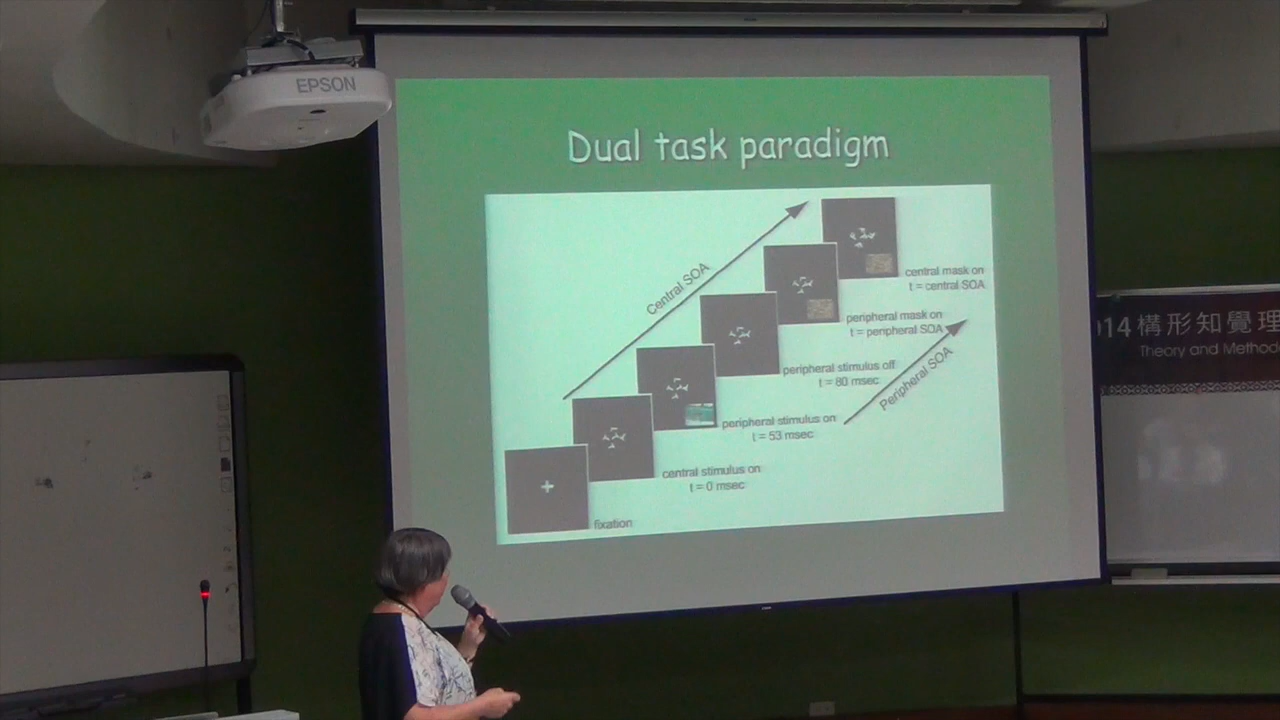 EPSON
Dual task paradigm
Central SOA
central mask on
t = central SOA
peripheral mask on
t = peripheral SOA
peripheral stimulus off
t = 80 msec
Peripheral SOA
peripheral stimulus on
t = 53 msec
central stimulus on
t = 0 msec
fixation
014 構形知覺理
Theory and Methodo